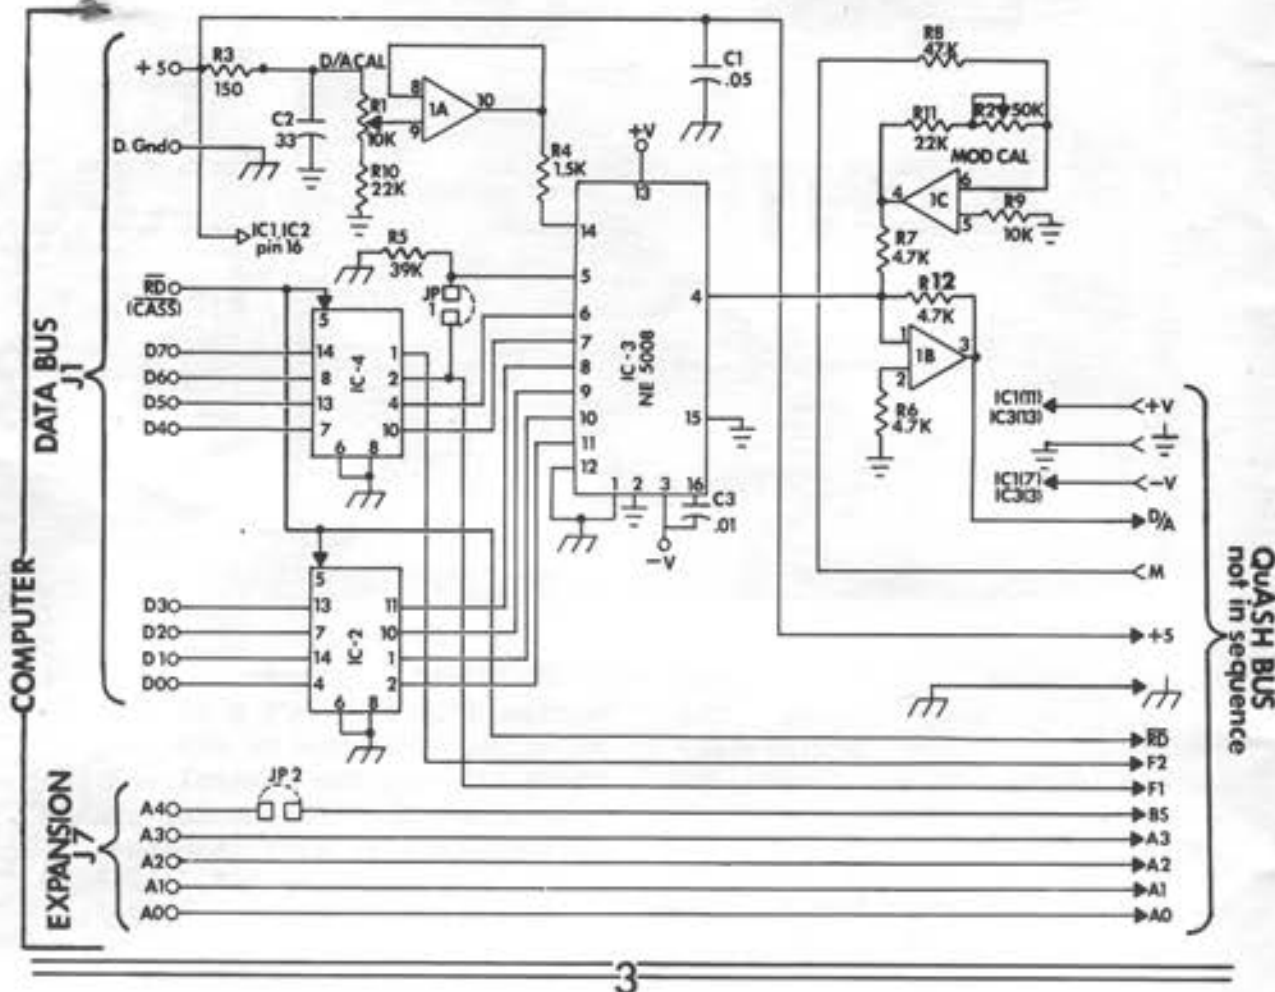 COMPUTER
DATA BUS
J1
EXPANSION
J7
+5
R3
150
D/A CAL
C2
33
R1
10K
R10
22K
8
9
1A
10
R4
1.5K
C1
.05
D. Gnd
IC1, IC2
pin 16
R5
39K
JP
1
RD
(CASS)
D7
D6
D5
D4
5
14
8
13
7
IC-4
1
2
4
10
6
8
+V
13
14
5
6
7
8
9
10
11
12
IC-3
NE 5008
4
15
1
2
3
16
C3
.01
-V
R8
47K
R11
22K
R2
50K
MOD CAL
4
1C
6
5
R9
10K
R7
4.7K
R12
4.7K
1
1B
3
2
R6
4.7K
IC1(11)
IC3(13)
IC1(7)
IC3(3)
+V
-V
D/A
M
+5
RD
F2
F1
B5
A3
A2
A1
A0
QuASH BUS
not in sequence
D3
D2
D1
D0
5
13
7
14
4
IC-2
11
10
1
2
6
8
JP2
A4
A3
A2
A1
A0
3